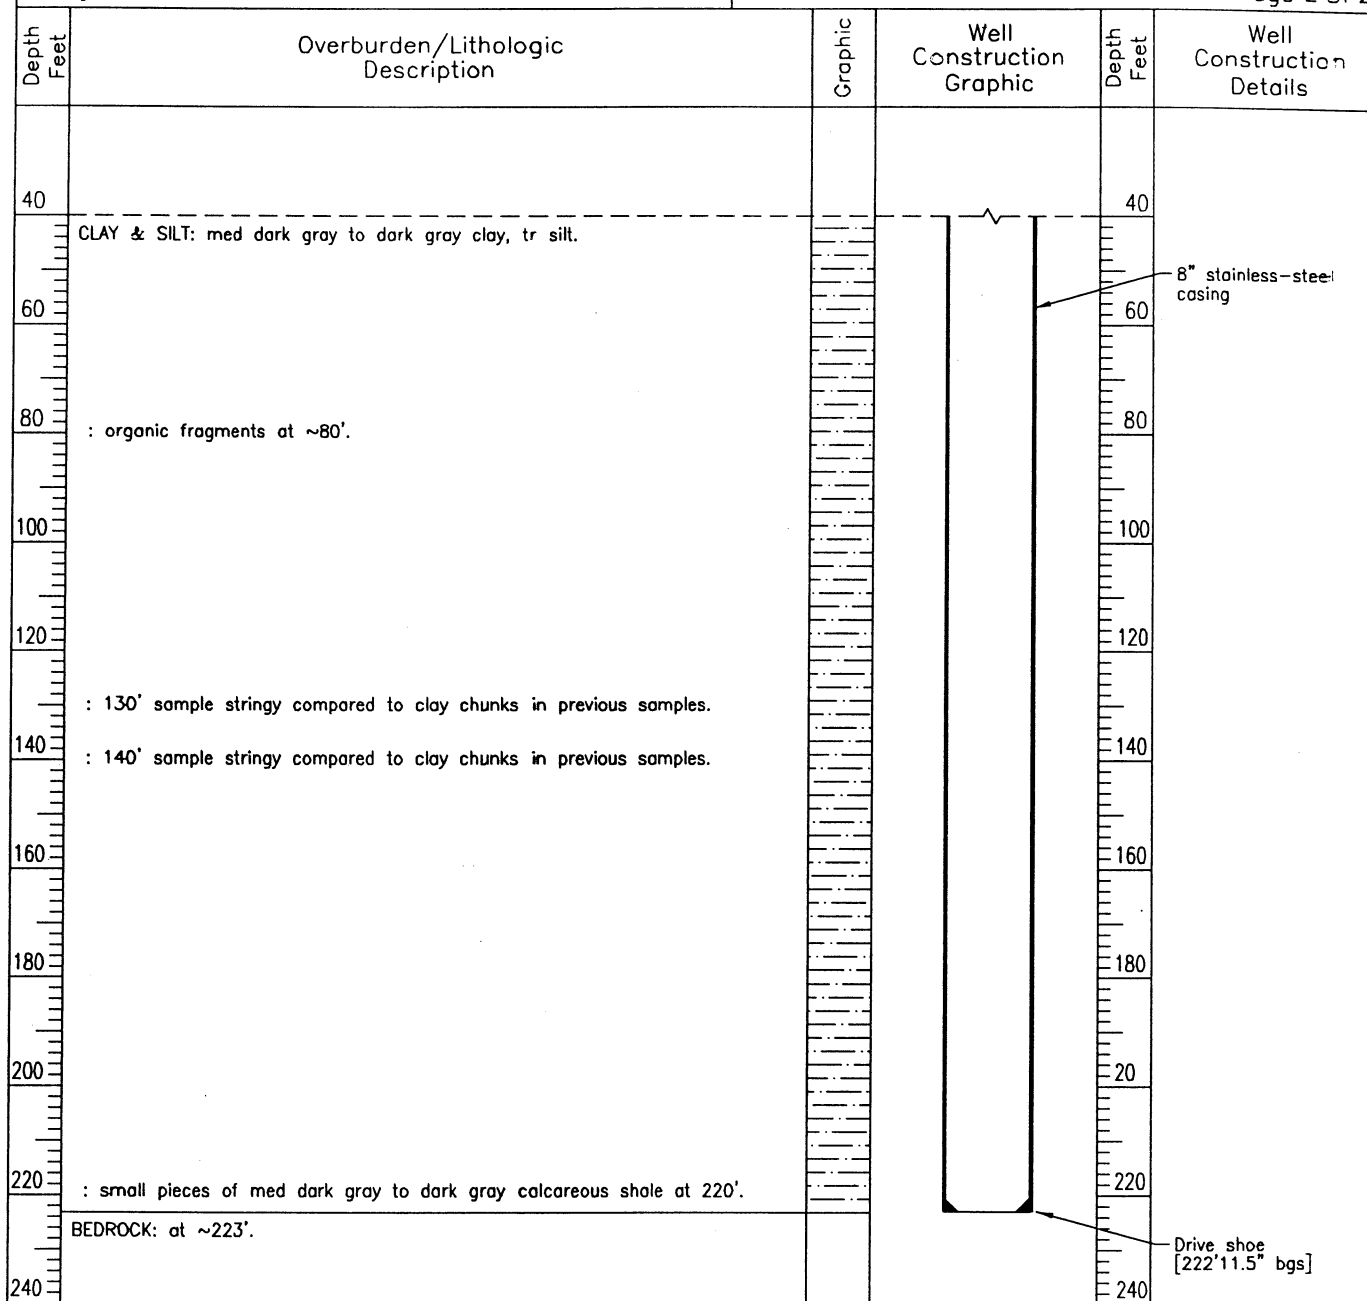 Depth
Feet
Overburden/Lithologic
Description
Graphic
Well
Construction
Graphic
Depth
Feet
Well
Construction
Details
40
CLAY & SILT: med dark gray to dark gray clay, tr silt.
40
8" stainless-steel
casing
60
60
80
: organic fragments at ~80'.
80
100
100
120
120
: 130' sample stringy compared to clay chunks in previous samples.
140
: 140' sample stringy compared to clay chunks in previous samples.
140
160
160
180
180
200
20
220
: small pieces of med dark gray to dark gray calcareous shale at 220'.
220
BEDROCK: at ~223'.
Drive shoe
[222'11.5" bgs]
240
240